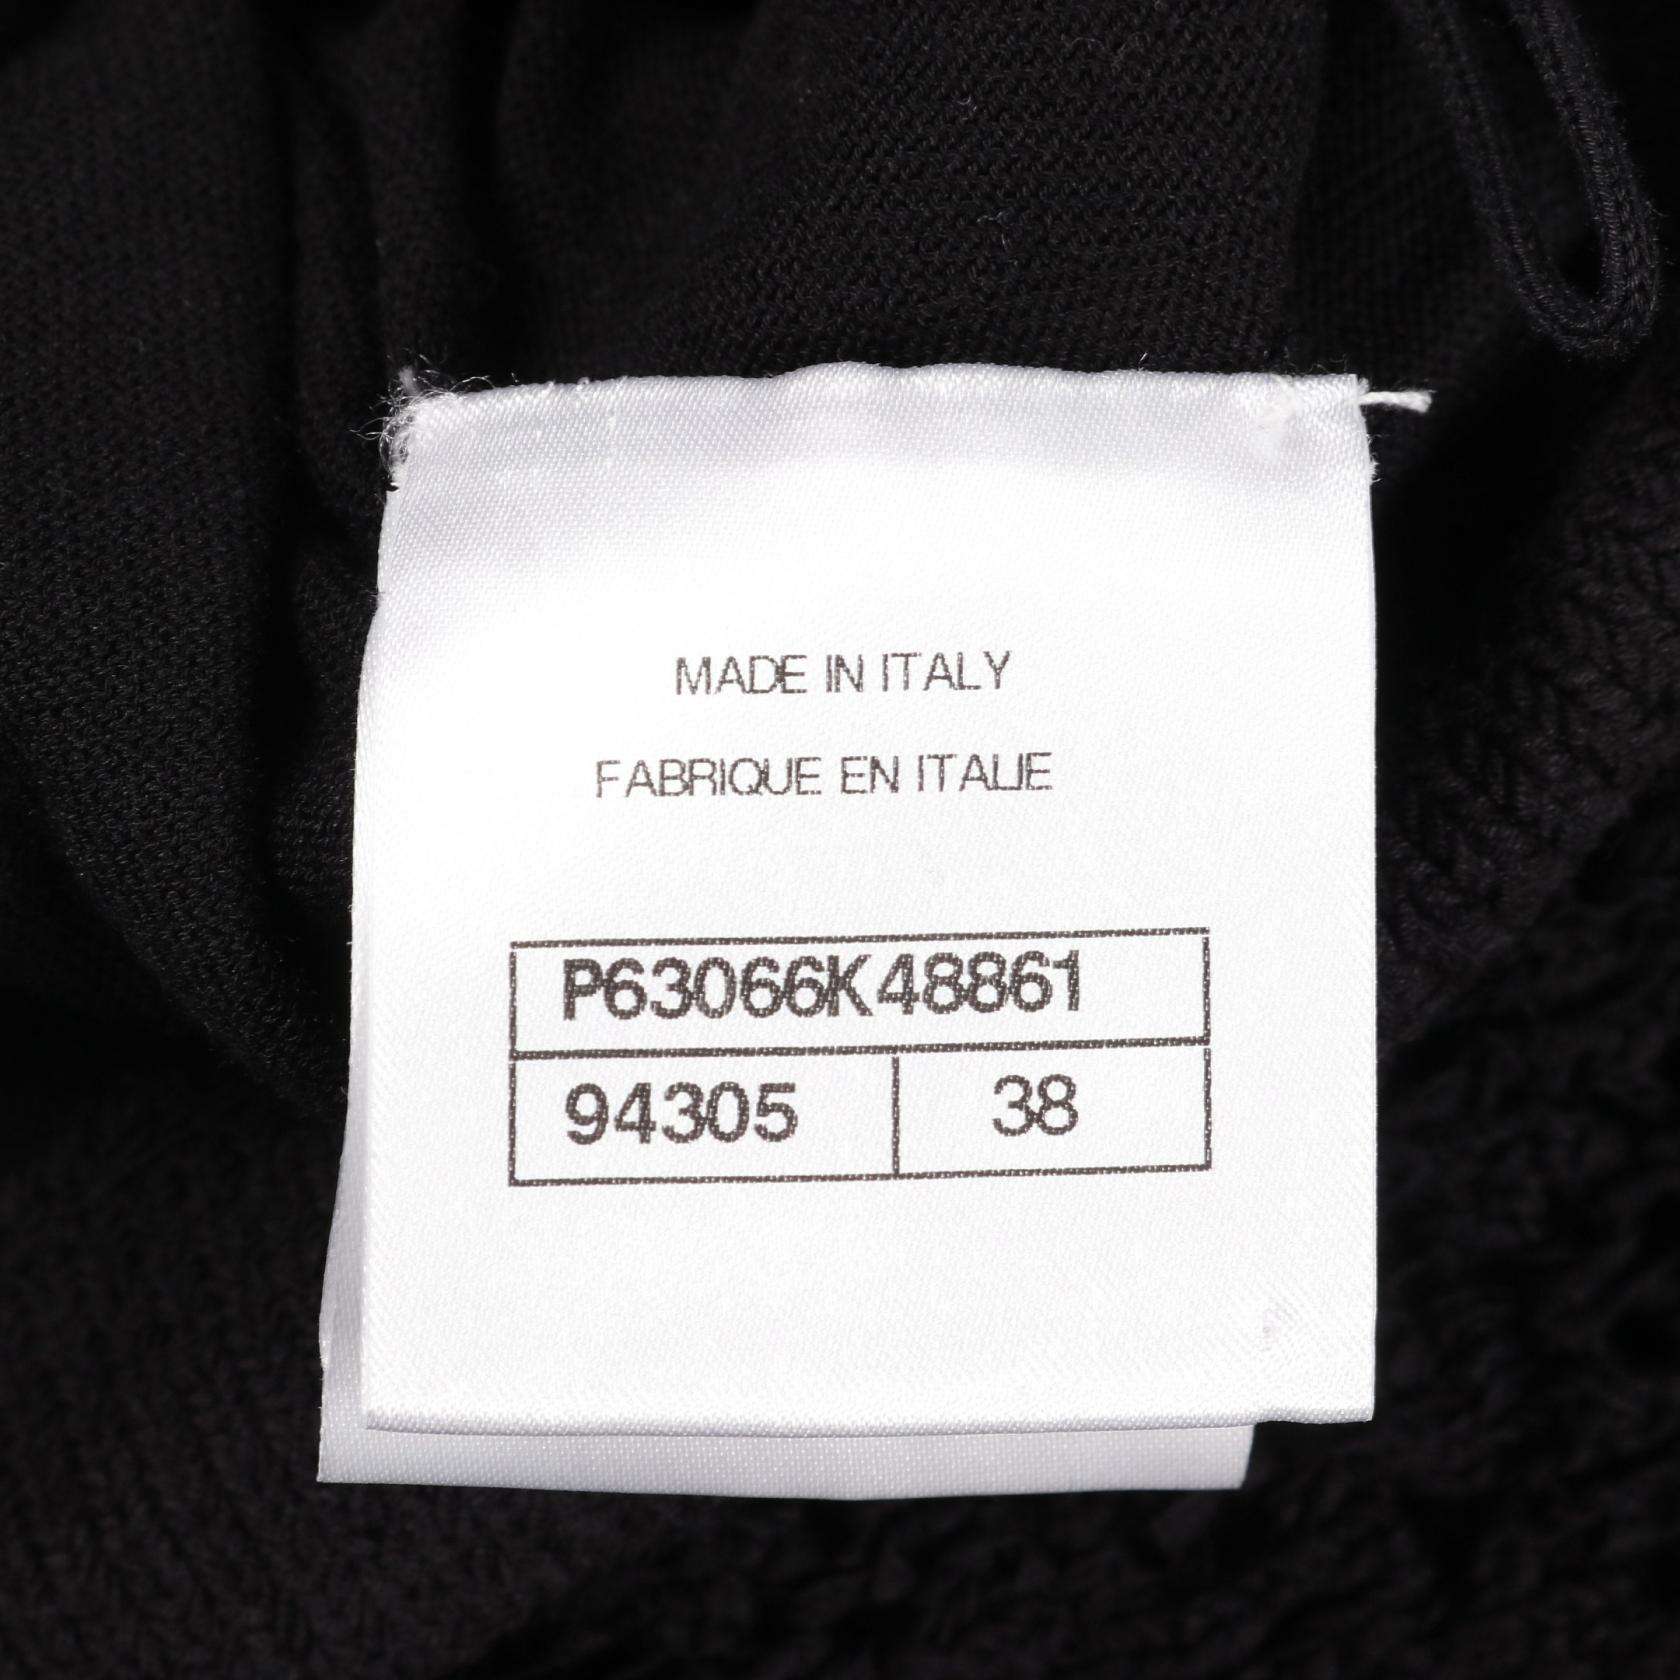 MADE IN ITALY
FABRIQUE EN ITALIE
P63066K48861
94305 38